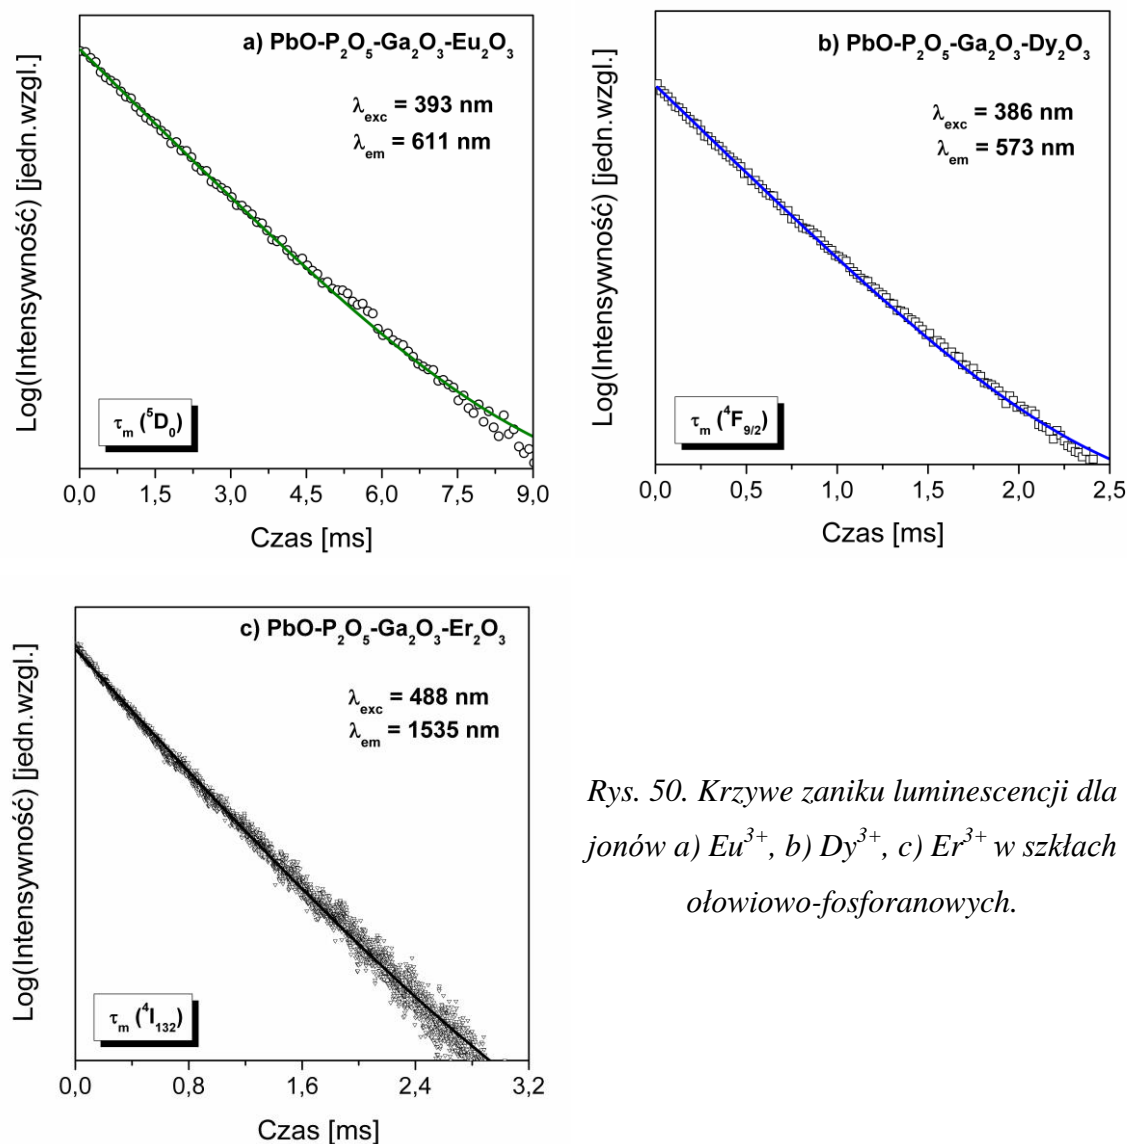 a) PbO-P₂O₅-Ga₂O₃-Eu₂O₃
λexc = 393 nm
λem = 611 nm
Log(Intensywność) [jedn.wzgl.]
τm (⁵D₀)
0,0 1,5 3,0 4,5 6,0 7,5 9,0
Czas [ms]
b) PbO-P₂O₅-Ga₂O₃-Dy₂O₃
λexc = 386 nm
λem = 573 nm
Log(Intensywność) [jedn.wzgl.]
τm (⁴F₉/₂)
0,0 0,5 1,0 1,5 2,0 2,5
Czas [ms]
c) PbO-P₂O₅-Ga₂O₃-Er₂O₃
λexc = 488 nm
λem = 1535 nm
Log(Intensywność) [jedn.wzgl.]
τm (⁴I₁₃₂)
0,0 0,8 1,6 2,4 3,2
Czas [ms]
Rys. 50. Krzywe zaniku luminescencji dla
jonów a) Eu³⁺, b) Dy³⁺, c) Er³⁺ w szkłach
ołowiowo-fosforanowych.